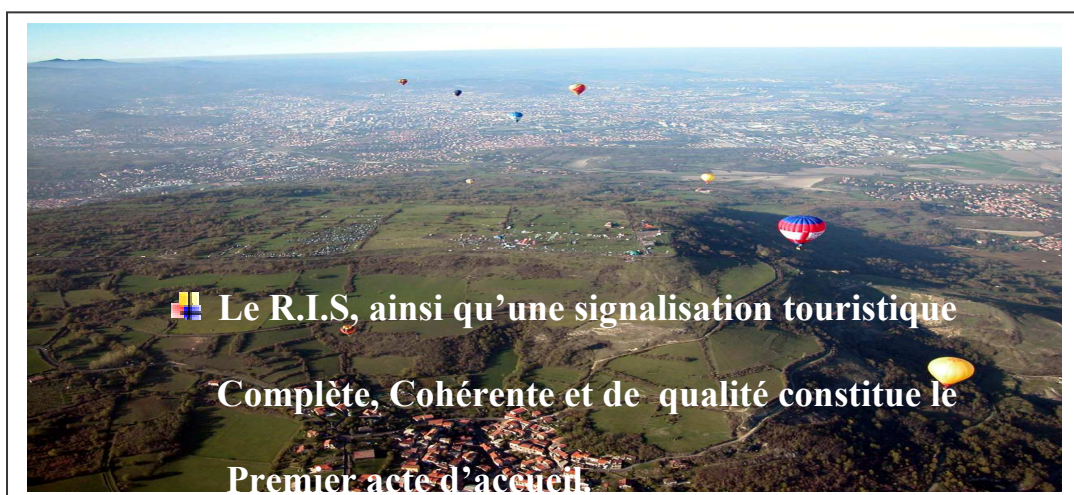 Le R.I.S, ainsi qu’une signalisation touristique
Complète, Cohérente et de qualité constitue le
Premier acte d’accueil.